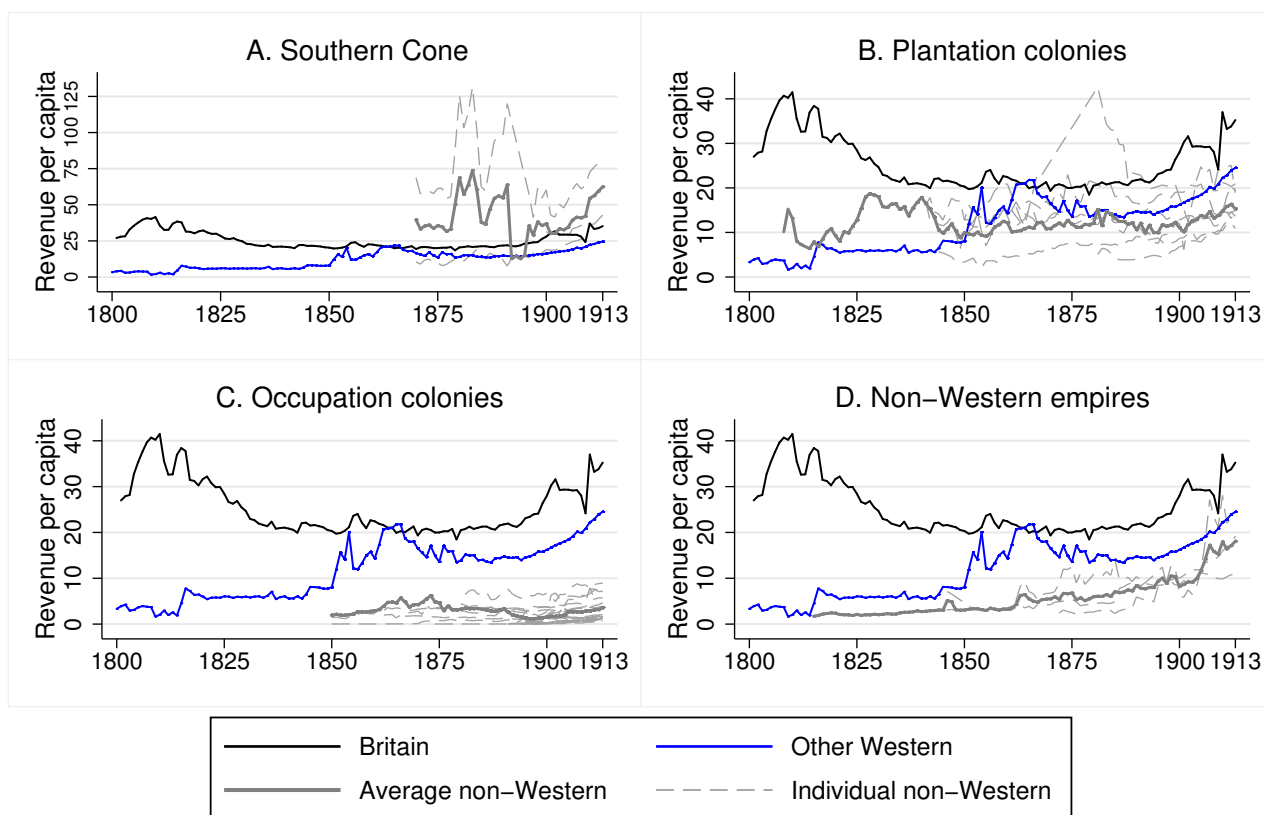 A. Southern Cone
Revenue per capita
0 25 50 75 100 125
1800 1825 1850 1875 1900 1913
B. Plantation colonies
Revenue per capita
0 10 20 30 40
1800 1825 1850 1875 1900 1913
C. Occupation colonies
Revenue per capita
0 10 20 30 40
1800 1825 1850 1875 1900 1913
D. Non−Western empires
Revenue per capita
0 10 20 30 40
1800 1825 1850 1875 1900 1913
Britain
Other Western
Average non−Western
Individual non−Western